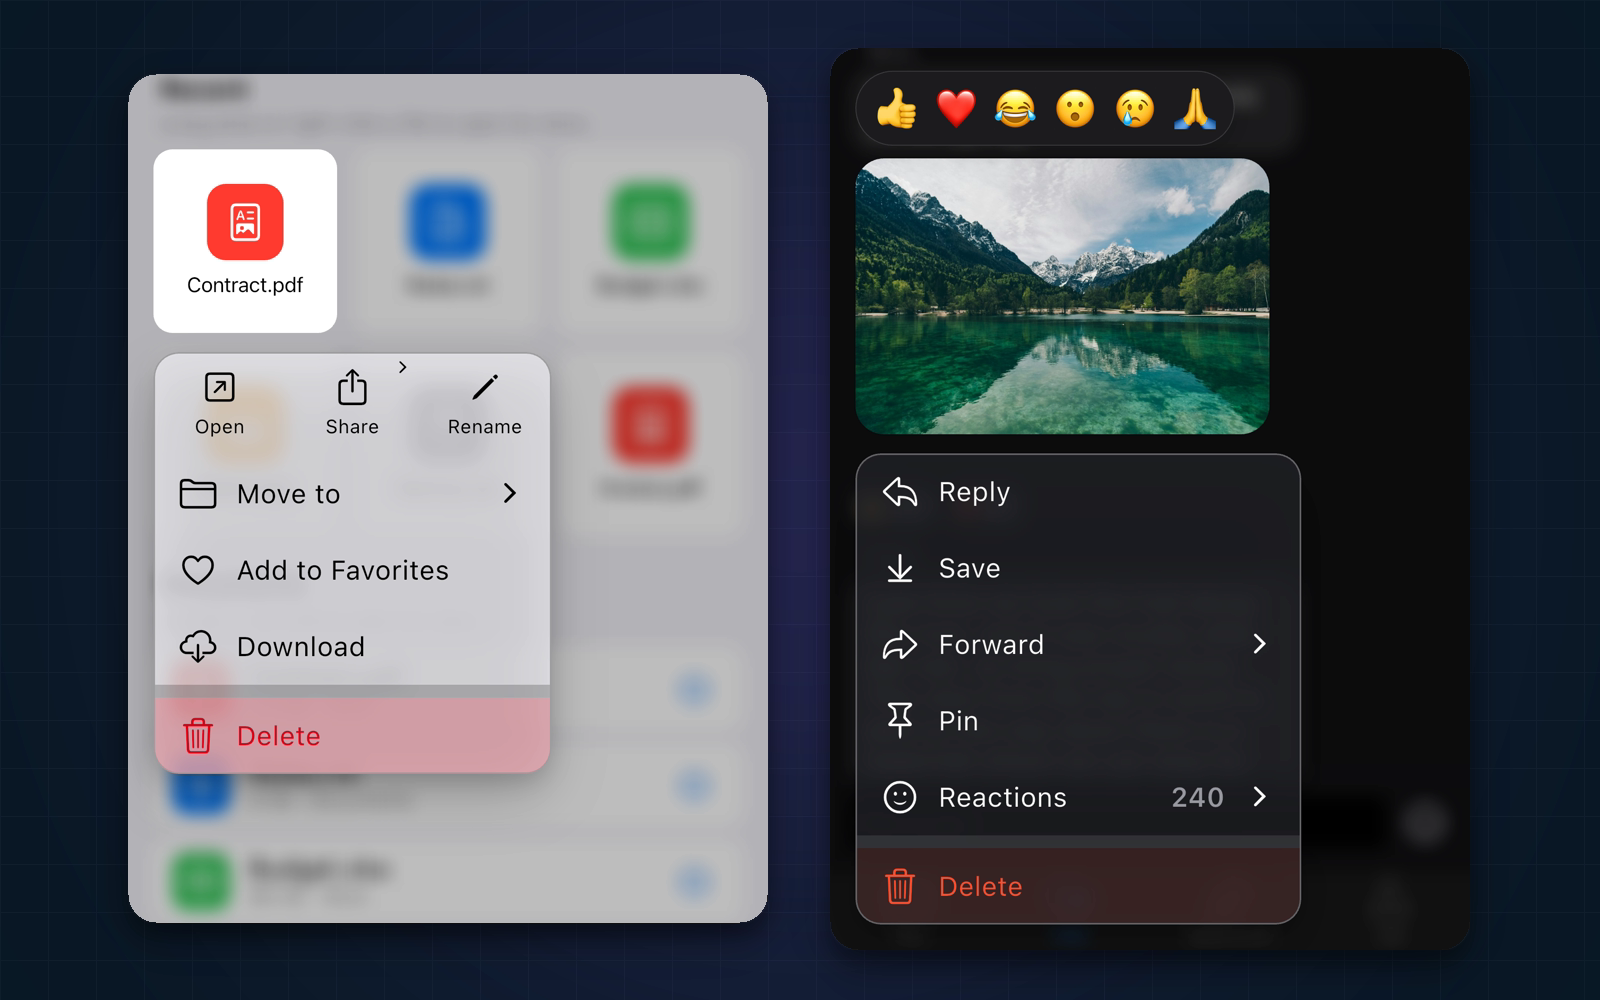 Contract.pdf
Open
Share
Rename
Move to
Add to Favorites
Download
Delete
Reply
Save
Forward
Pin
Reactions 240
Delete